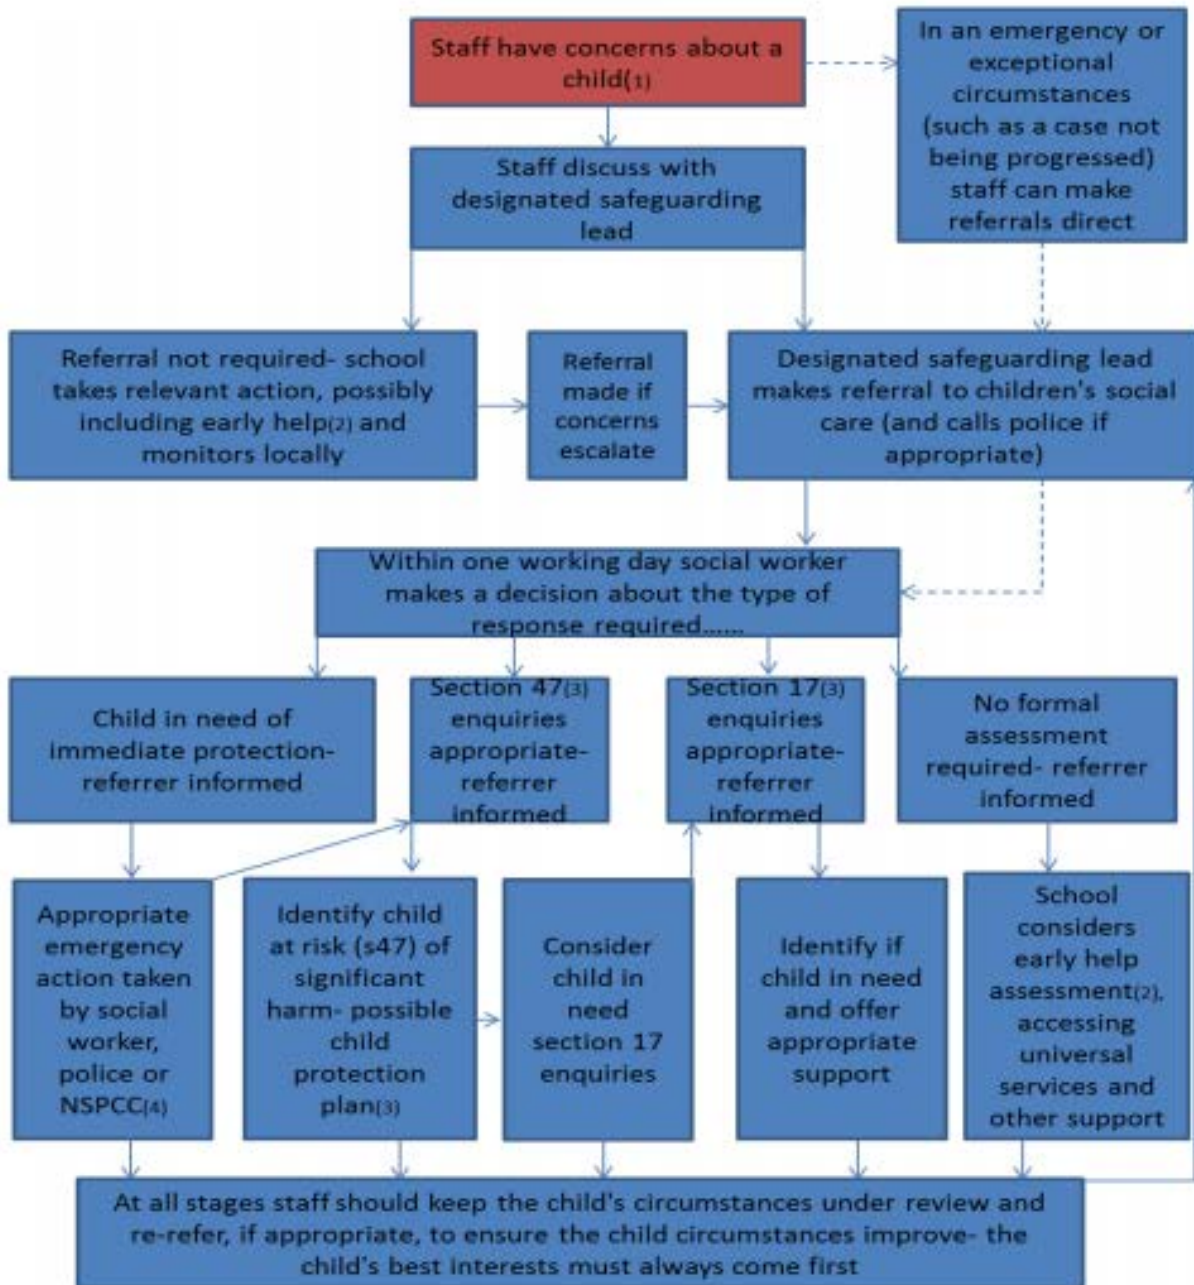 Staff have concerns about a
child(1)
In an emergency or
exceptional
circumstances
(such as a case not
being progressed)
staff can make
referrals direct
Staff discuss with
designated safeguarding
lead
Referral not required- school
takes relevant action, possibly
including early help(2) and
monitors locally
Referral
made if
concerns
escalate
Designated safeguarding lead
makes referral to children's social
care (and calls police if
appropriate)
Within one working day social worker
makes a decision about the type of
response required......
Child in need of
immediate protection-
referrer informed
Section 47(3)
enquiries
appropriate-
referrer
informed
Section 17(3)
enquiries
appropriate-
referrer
informed
No formal
assessment
required- referrer
informed
Appropriate
emergency
action taken
by social
worker,
police or
NSPCC(4)
Identify child
at risk (s47) of
significant
harm- possible
child
protection
plan(3)
Consider
child in
need
section 17
enquiries
Identify if
child in need
and offer
appropriate
support
School
considers
early help
assessment(2),
accessing
universal
services and
other support
At all stages staff should keep the child's circumstances under review and
re-refer, if appropriate, to ensure the child circumstances improve- the
child's best interests must always come first